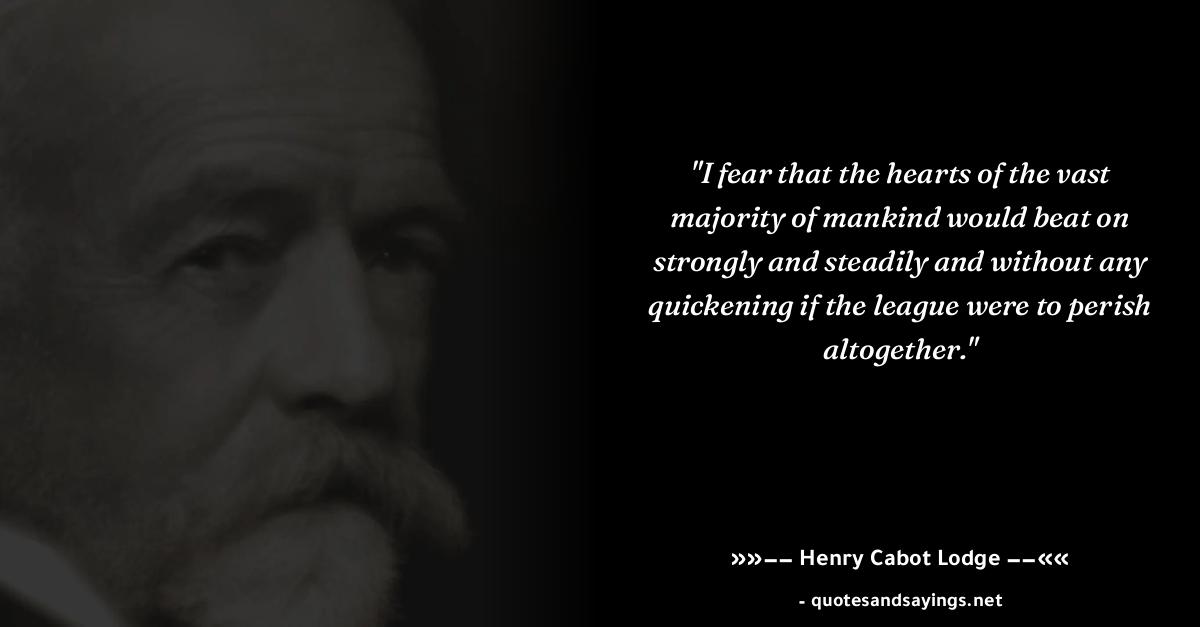 "I fear that the hearts of the vast
majority of mankind would beat on
strongly and steadily and without any
quickening if the league were to perish
altogether."
»»−− Henry Cabot Lodge −−««
- quotesandsayings.net